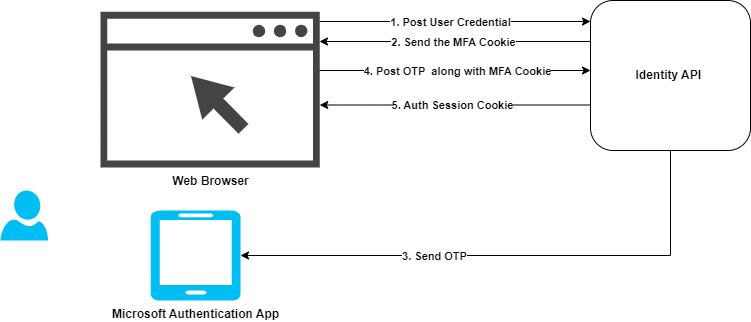 1. Post User Credential
2. Send the MFA Cookie
4. Post OTP along with MFA Cookie
5. Auth Session Cookie
Identity API
Web Browser
3. Send OTP
Microsoft Authentication App